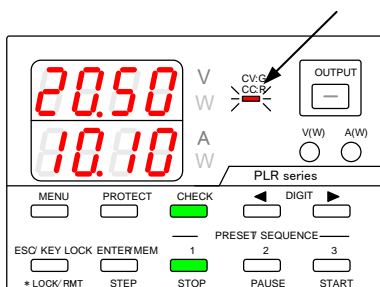 20.50 V
W
CV:G
CC:R
OUTPUT
10.10 A
W
V(W) A(W)
PLR series
MENU PROTECT CHECK DIGIT
PRESET/ SEQUENCE
ESC/ KEY LOCK ENTER/MEM 1 2 3
* LOCK/ RMT STEP STOP PAUSE START